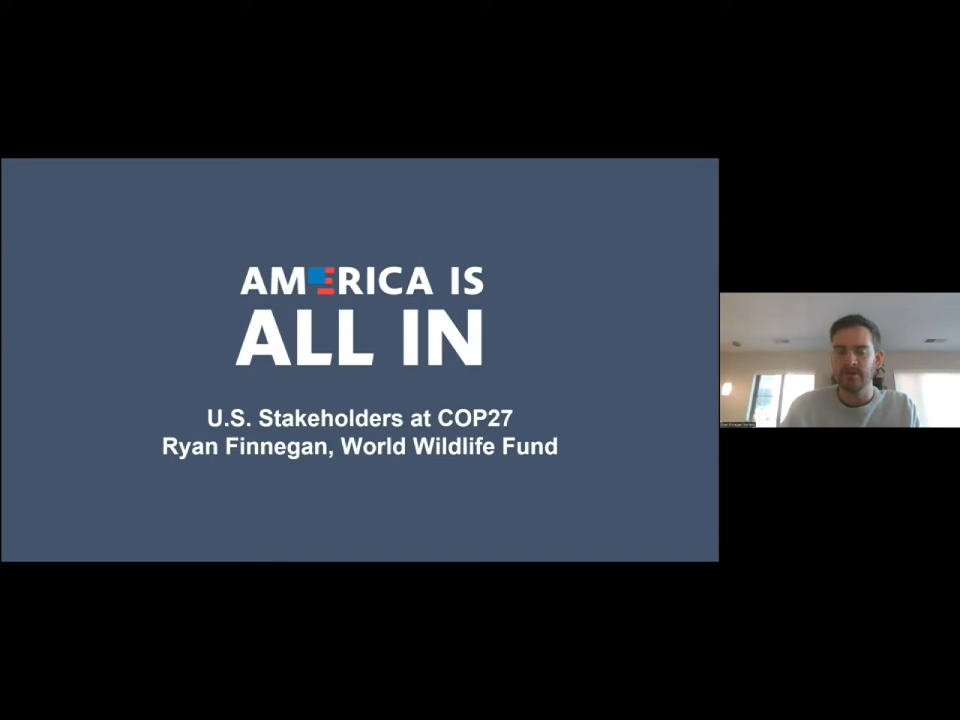 AMERICA IS
ALL IN
U.S. Stakeholders at COP27
Ryan Finnegan, World Wildlife Fund